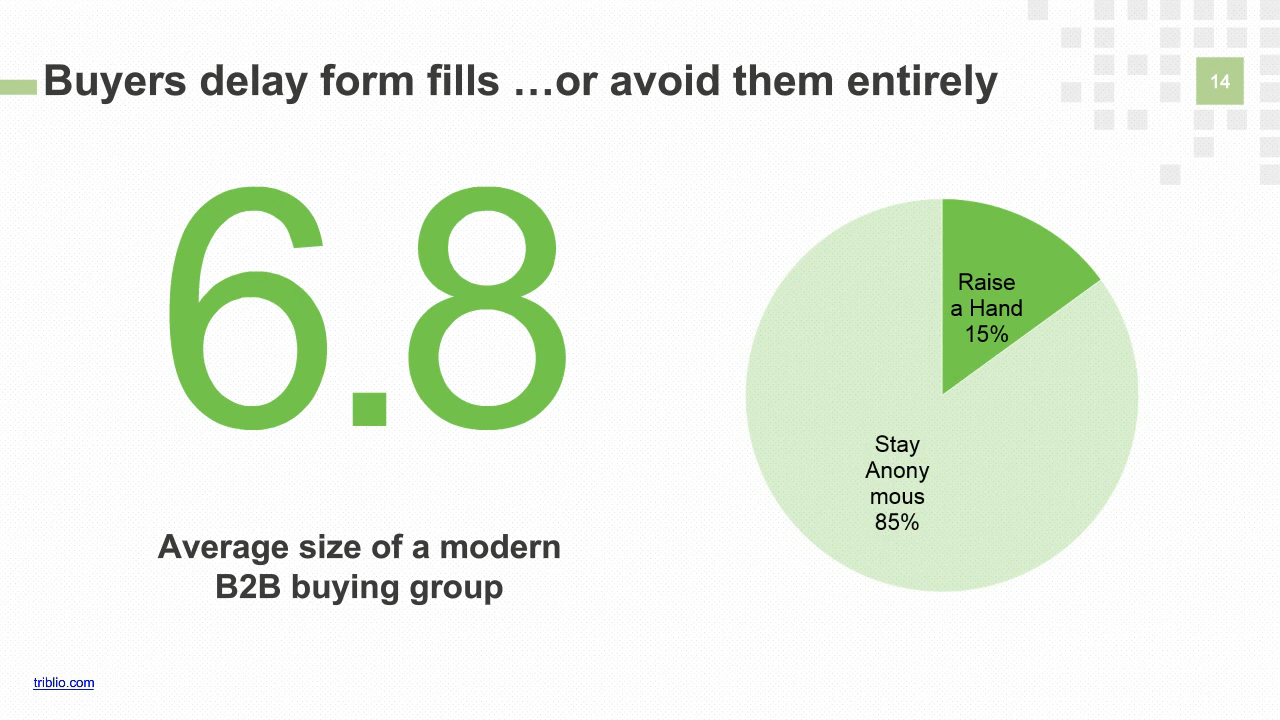 Buyers delay form fills …or avoid them entirely
14
6.8
Average size of a modern
B2B buying group
Raise
a Hand
15%
Stay
Anony
mous
85%
triblio.com